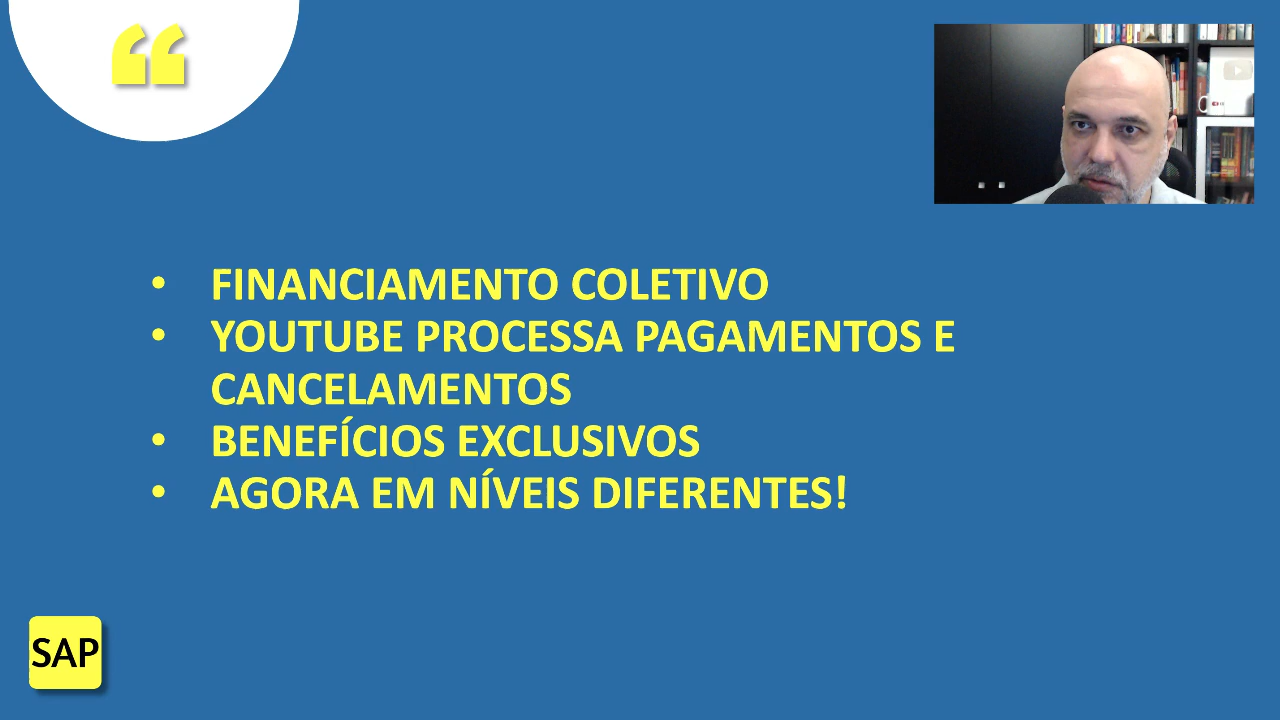 • FINANCIAMENTO COLETIVO
• YOUTUBE PROCESSA PAGAMENTOS E
CANCELAMENTOS
• BENEFÍCIOS EXCLUSIVOS
• AGORA EM NÍVEIS DIFERENTES!
SAP